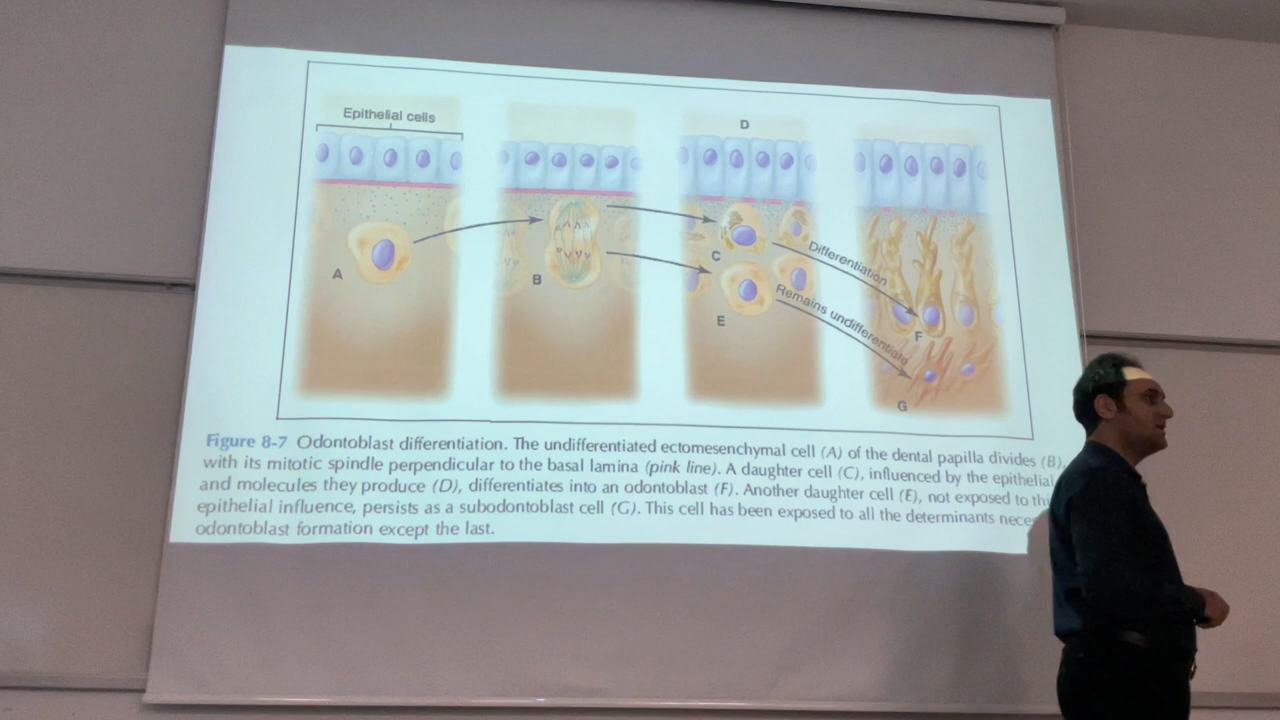 Epithelial cells
D
A
B
C
E
Differentiation
Remains undifferentiate
F
G
Figure 8-7 Odontoblast differentiation. The undifferentiated ectomesenchymal cell (A) of the dental papilla divides (B),
with its mitotic spindle perpendicular to the basal lamina (pink line). A daughter cell (C), influenced by the epithelial
and molecules they produce (D), differentiates into an odontoblast (F). Another daughter cell (E), not exposed to thi
epithelial influence, persists as a subodontoblast cell (G). This cell has been exposed to all the determinants nece
odontoblast formation except the last.